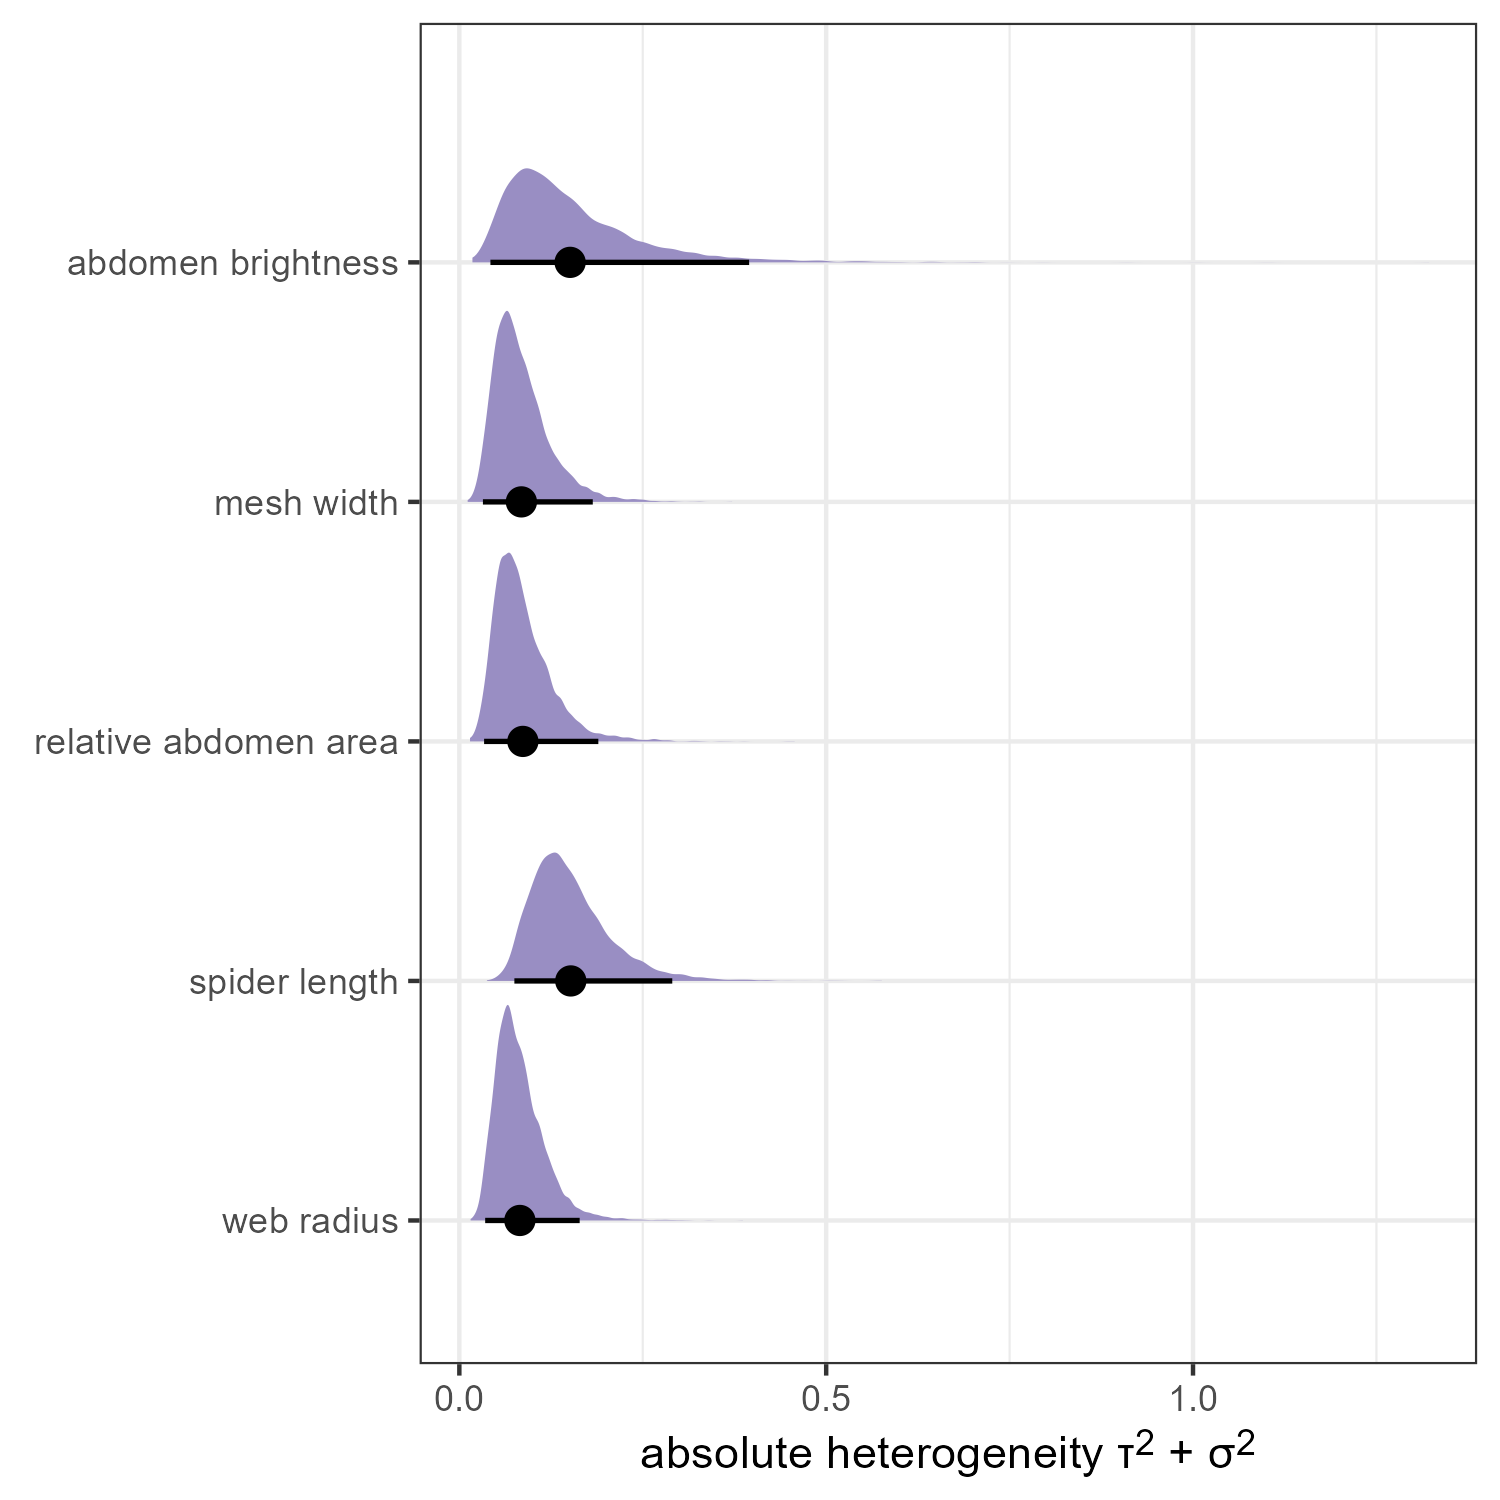 abdomen brightness
mesh width
relative abdomen area
spider length
web radius
0.0 0.5 1.0
absolute heterogeneity τ² + σ²